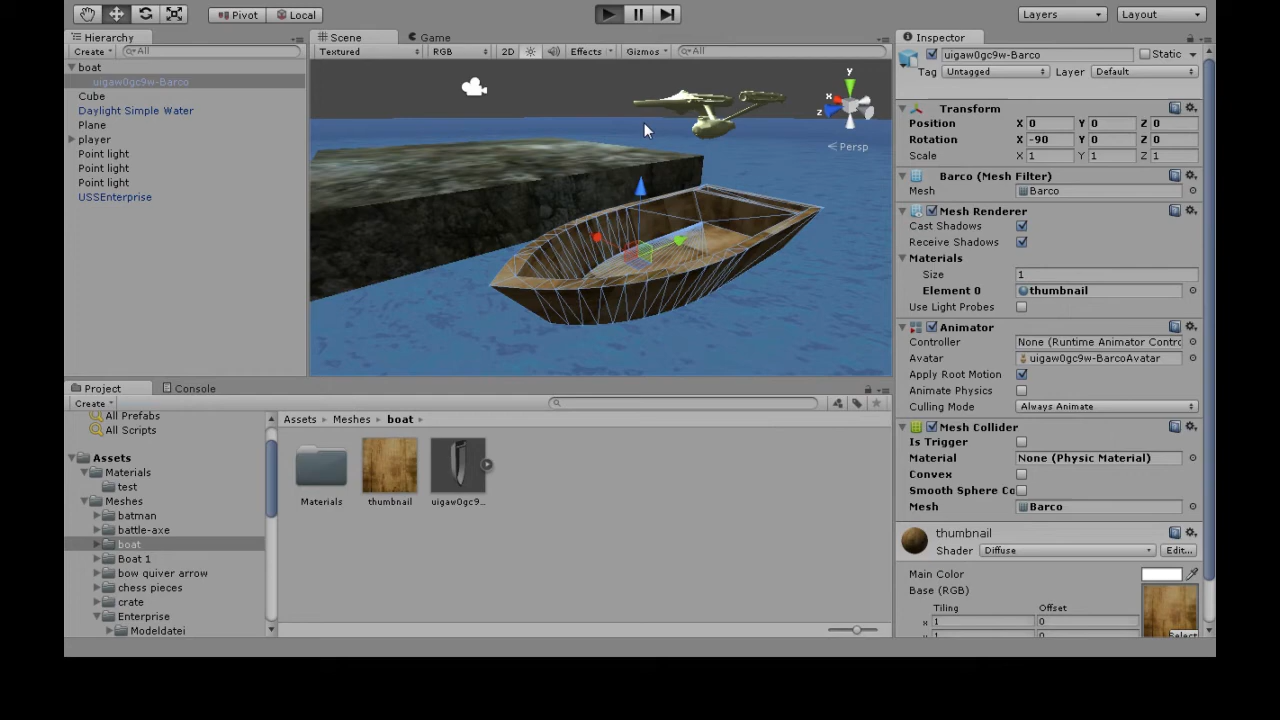 Pivot Local Layers Layout
Hierarchy
Create All
boat
uigaw0gc9w-Barco
Cube
Daylight Simple Water
Plane
player
Point light
Point light
Point light
USSEnterprise
Scene Game
Textured RGB 2D Effects Gizmos All
y
x
z
Persp
Project Console
Create
All Prefabs
All Scripts
Assets
Materials
test
Meshes
batman
battle-axe
boat
Boat 1
bow quiver arrow
chess pieces
crate
Enterprise
Modeldatei
Assets Meshes boat
Materials thumbnail uigaw0gc9...
Inspector
uigaw0gc9w-Barco Static
Tag Untagged Layer Default
Transform
Position X 0 Y 0 Z 0
Rotation X -90 Y 0 Z 0
Scale X 1 Y 1 Z 1
Barco (Mesh Filter)
Mesh Barco
Mesh Renderer
Cast Shadows
Receive Shadows
Materials
Size 1
Element 0 thumbnail
Use Light Probes
Animator
Controller None (Runtime Animator Contro
Avatar uigaw0gc9w-BarcoAvatar
Apply Root Motion
Animate Physics
Culling Mode Always Animate
Mesh Collider
Is Trigger
Material None (Physic Material)
Convex
Smooth Sphere Co
Mesh Barco
thumbnail
Shader Diffuse Edit...
Main Color
Base (RGB)
Tiling Offset
x 1 0
1 0
Select